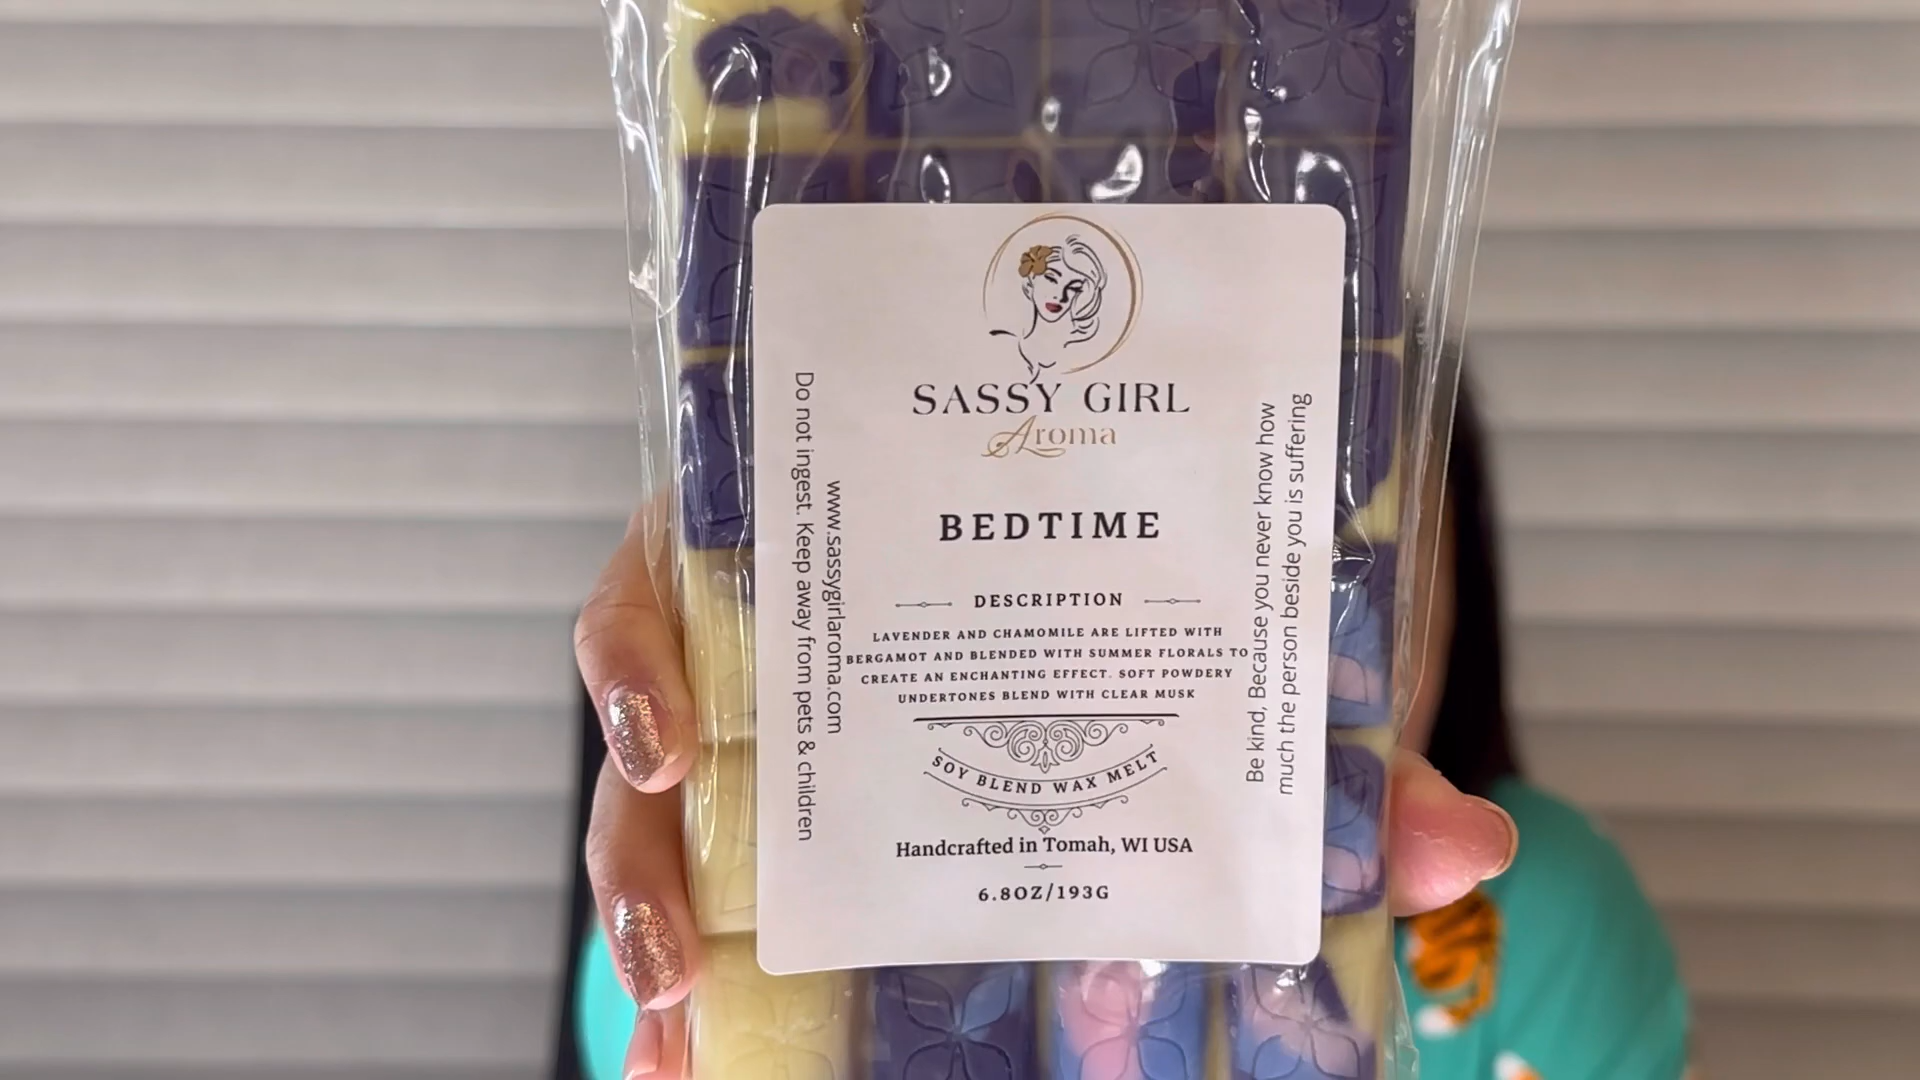 SASSY GIRL
Aroma
BEDTIME
DESCRIPTION
LAVENDER AND CHAMOMILE ARE LIFTED WITH
BERGAMOT AND BLENDED WITH SUMMER FLORALS TO
CREATE AN ENCHANTING EFFECT. SOFT POWDERY
UNDERTONES BLEND WITH CLEAR MUSK
SOY BLEND WAX MELT
Handcrafted in Tomah, WI USA
6.8OZ/193G
Do not ingest. Keep away from pets & children
www.sassygirlaroma.com
Be kind, Because you never know how
much the person beside you is suffering